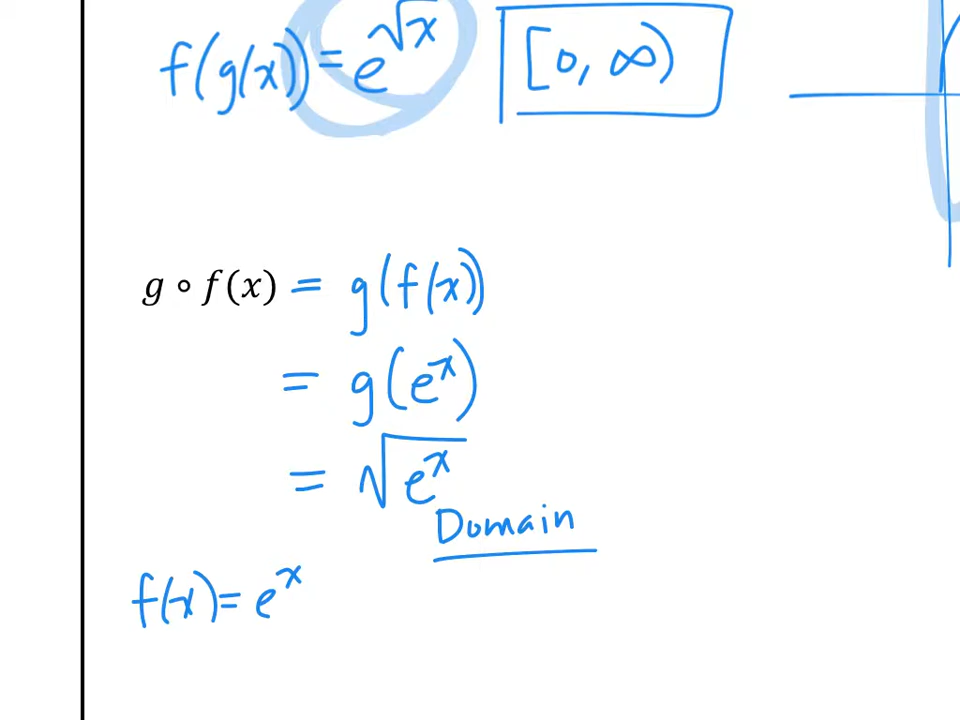 f(g(x)) = e^√x [0, ∞)
g ∘ f(x) = g(f(x))
= g(e^x)
= √e^x
Domain
f(x) = e^x